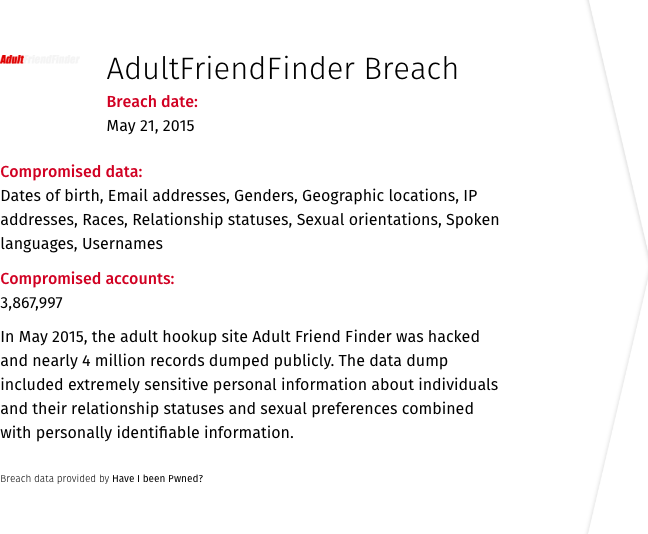 AdultFriendFinder
AdultFriendFinder Breach
Breach date:
May 21, 2015
Compromised data:
Dates of birth, Email addresses, Genders, Geographic locations, IP
addresses, Races, Relationship statuses, Sexual orientations, Spoken
languages, Usernames
Compromised accounts:
3,867,997
In May 2015, the adult hookup site Adult Friend Finder was hacked
and nearly 4 million records dumped publicly. The data dump
included extremely sensitive personal information about individuals
and their relationship statuses and sexual preferences combined
with personally identifiable information.
Breach data provided by Have I been Pwned?